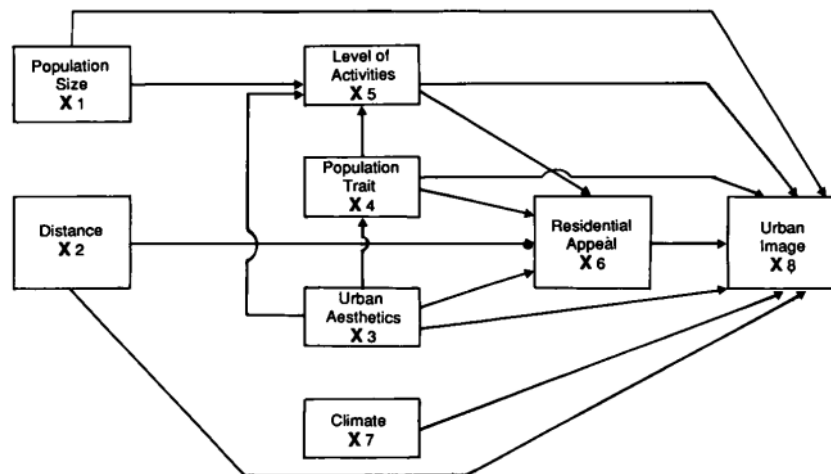 Population
Size
X 1
Level of
Activities
X 5
Population
Trait
X 4
Distance
X 2
Residential
Appeal
X 6
Urban
Image
X 8
Urban
Aesthetics
X 3
Climate
X 7